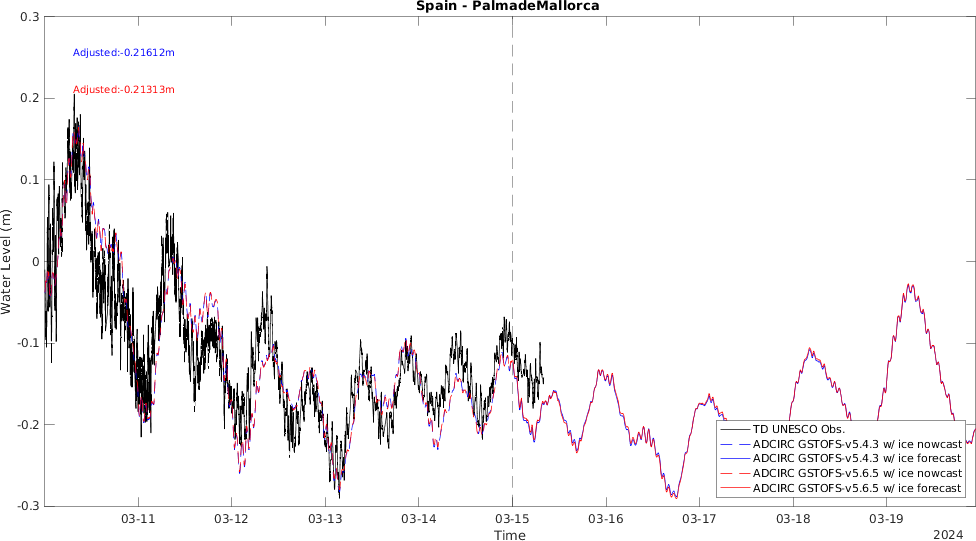 Spain - PalmadeMallorca
0.3
Adjusted:-0.21612m
Adjusted:-0.21313m
0.2
0.1
0
-0.1
-0.2
-0.3
Water Level (m)
TD UNESCO Obs.
ADCIRC GSTOFS-v5.4.3 w/ ice nowcast
ADCIRC GSTOFS-v5.4.3 w/ ice forecast
ADCIRC GSTOFS-v5.6.5 w/ ice nowcast
ADCIRC GSTOFS-v5.6.5 w/ ice forecast
03-11 03-12 03-13 03-14 03-15 03-16 03-17 03-18 03-19
Time
2024